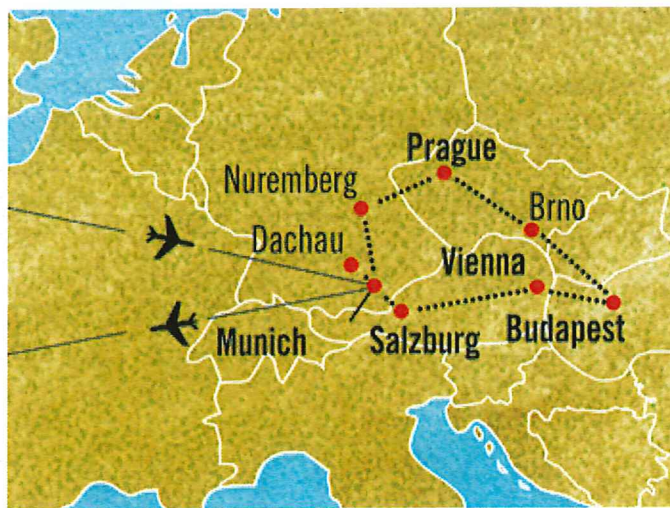 Prague
Nuremberg
Brno
Dachau
Vienna
Munich
Salzburg
Budapest